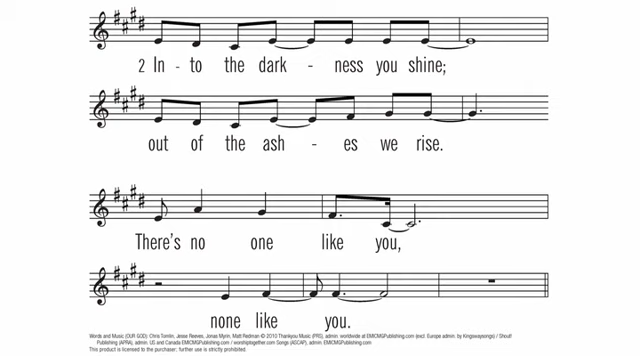 2 In - to the dark - ness you shine;
out of the ash - es we rise.
There's no one like you,
none like you.
Words and Music (OUR GOD): Chris Tomlin, Jesse Reeves, Jonas Myrin, Matt Redman © 2010 Thankyou Music (PRS), admin. worldwide at EMICMGPublishing.com (excl. Europe admin. by Kingswaysongs) / Shout!
Publishing (APRA), admin. US and Canada EMICMGPublishing.com / worshiptogether.com Songs (ASCAP), admin. EMICMGPublishing.com
This product is licensed to the purchaser; further use is strictly prohibited.